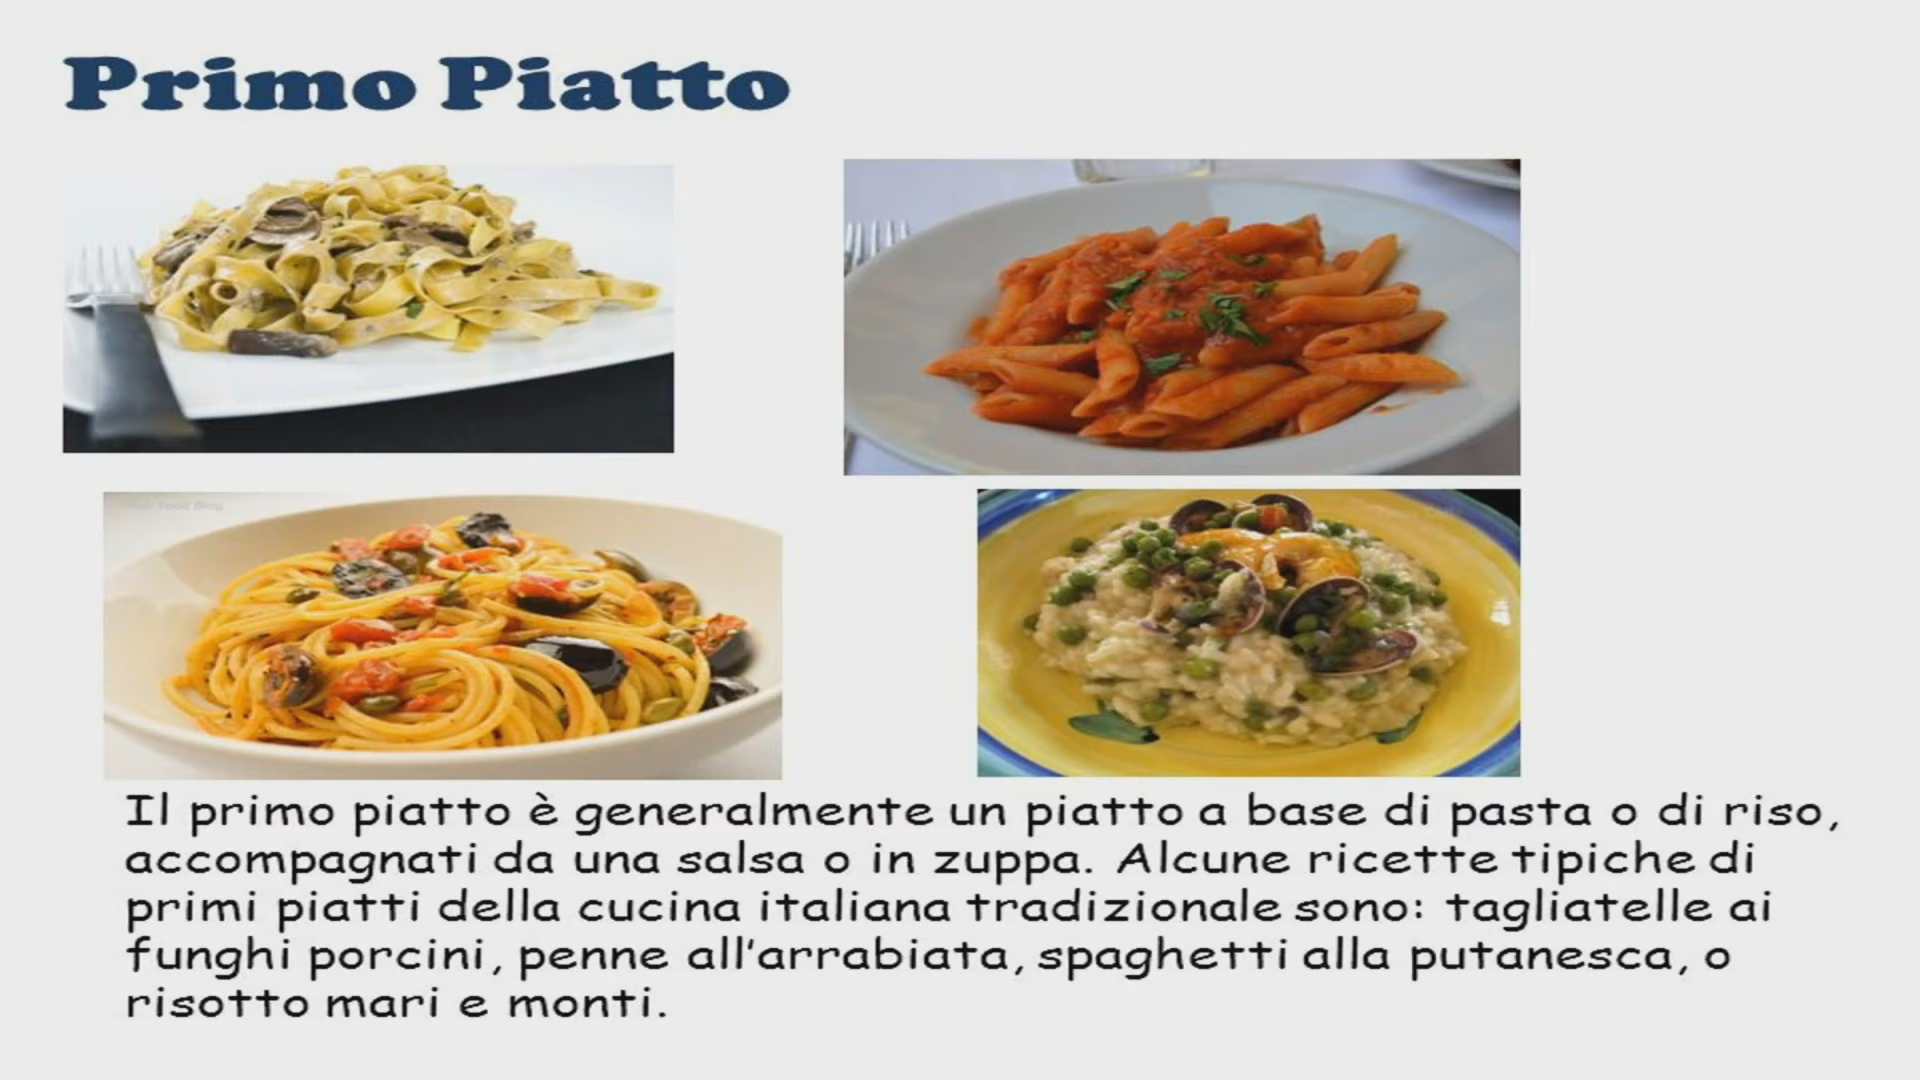 Primo Piatto
Il primo piatto è generalmente un piatto a base di pasta o di riso,
accompagnati da una salsa o in zuppa. Alcune ricette tipiche di
primi piatti della cucina italiana tradizionale sono: tagliatelle ai
funghi porcini, penne all'arrabiata, spaghetti alla putanesca, o
risotto mari e monti.